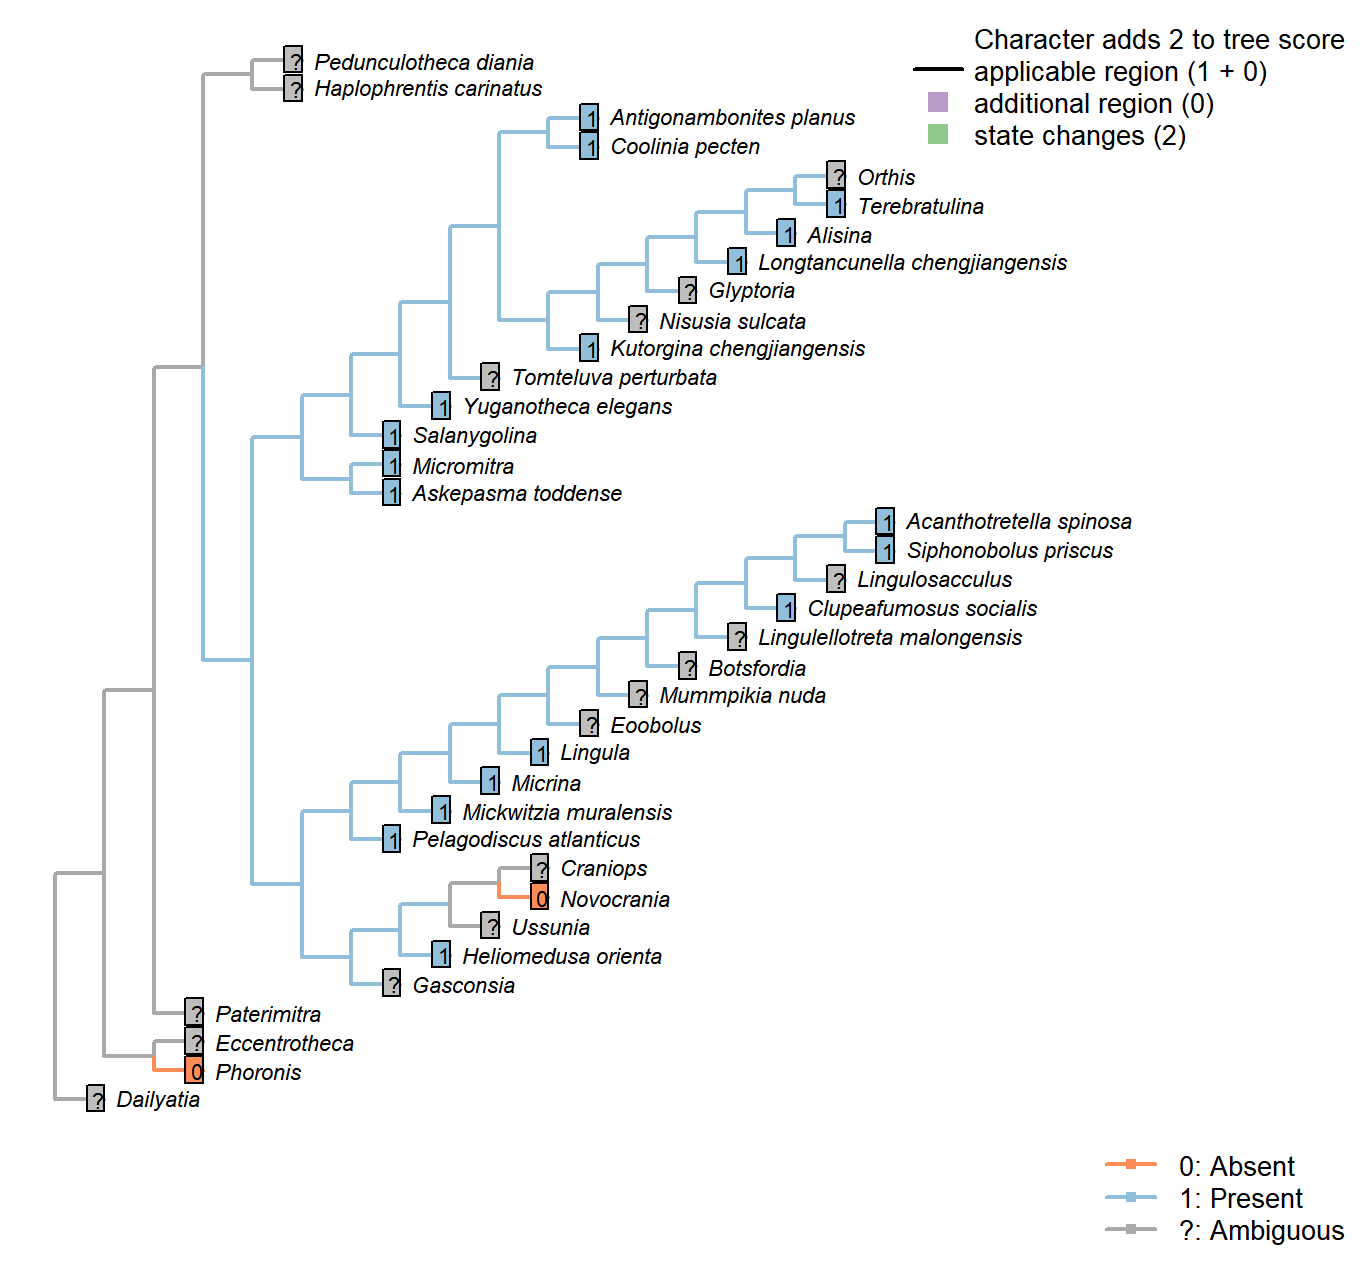 Character adds 2 to tree score
applicable region (1 + 0)
additional region (0)
state changes (2)
? Pedunculotheca diania
? Haplophrentis carinatus
1 Antigonambonites planus
1 Coolinia pecten
? Orthis
1 Terebratulina
1 Alisina
1 Longtancunella chengjiangensis
? Glyptoria
? Nisusia sulcata
1 Kutorgina chengjiangensis
? Tomteluva perturbata
1 Yuganotheca elegans
1 Salanygolina
1 Micromitra
1 Askepasma toddense
1 Acanthotretella spinosa
1 Siphonobolus priscus
? Lingulosacculus
1 Clupeafumosus socialis
? Lingulellotreta malongensis
? Botsfordia
? Mummpikia nuda
? Eoobolus
1 Lingula
1 Micrina
1 Mickwitzia muralensis
1 Pelagodiscus atlanticus
? Craniops
0 Novocrania
? Ussunia
1 Heliomedusa orienta
? Gasconsia
? Paterimitra
? Eccentrotheca
0 Phoronis
? Dailyatia
0: Absent
1: Present
?: Ambiguous